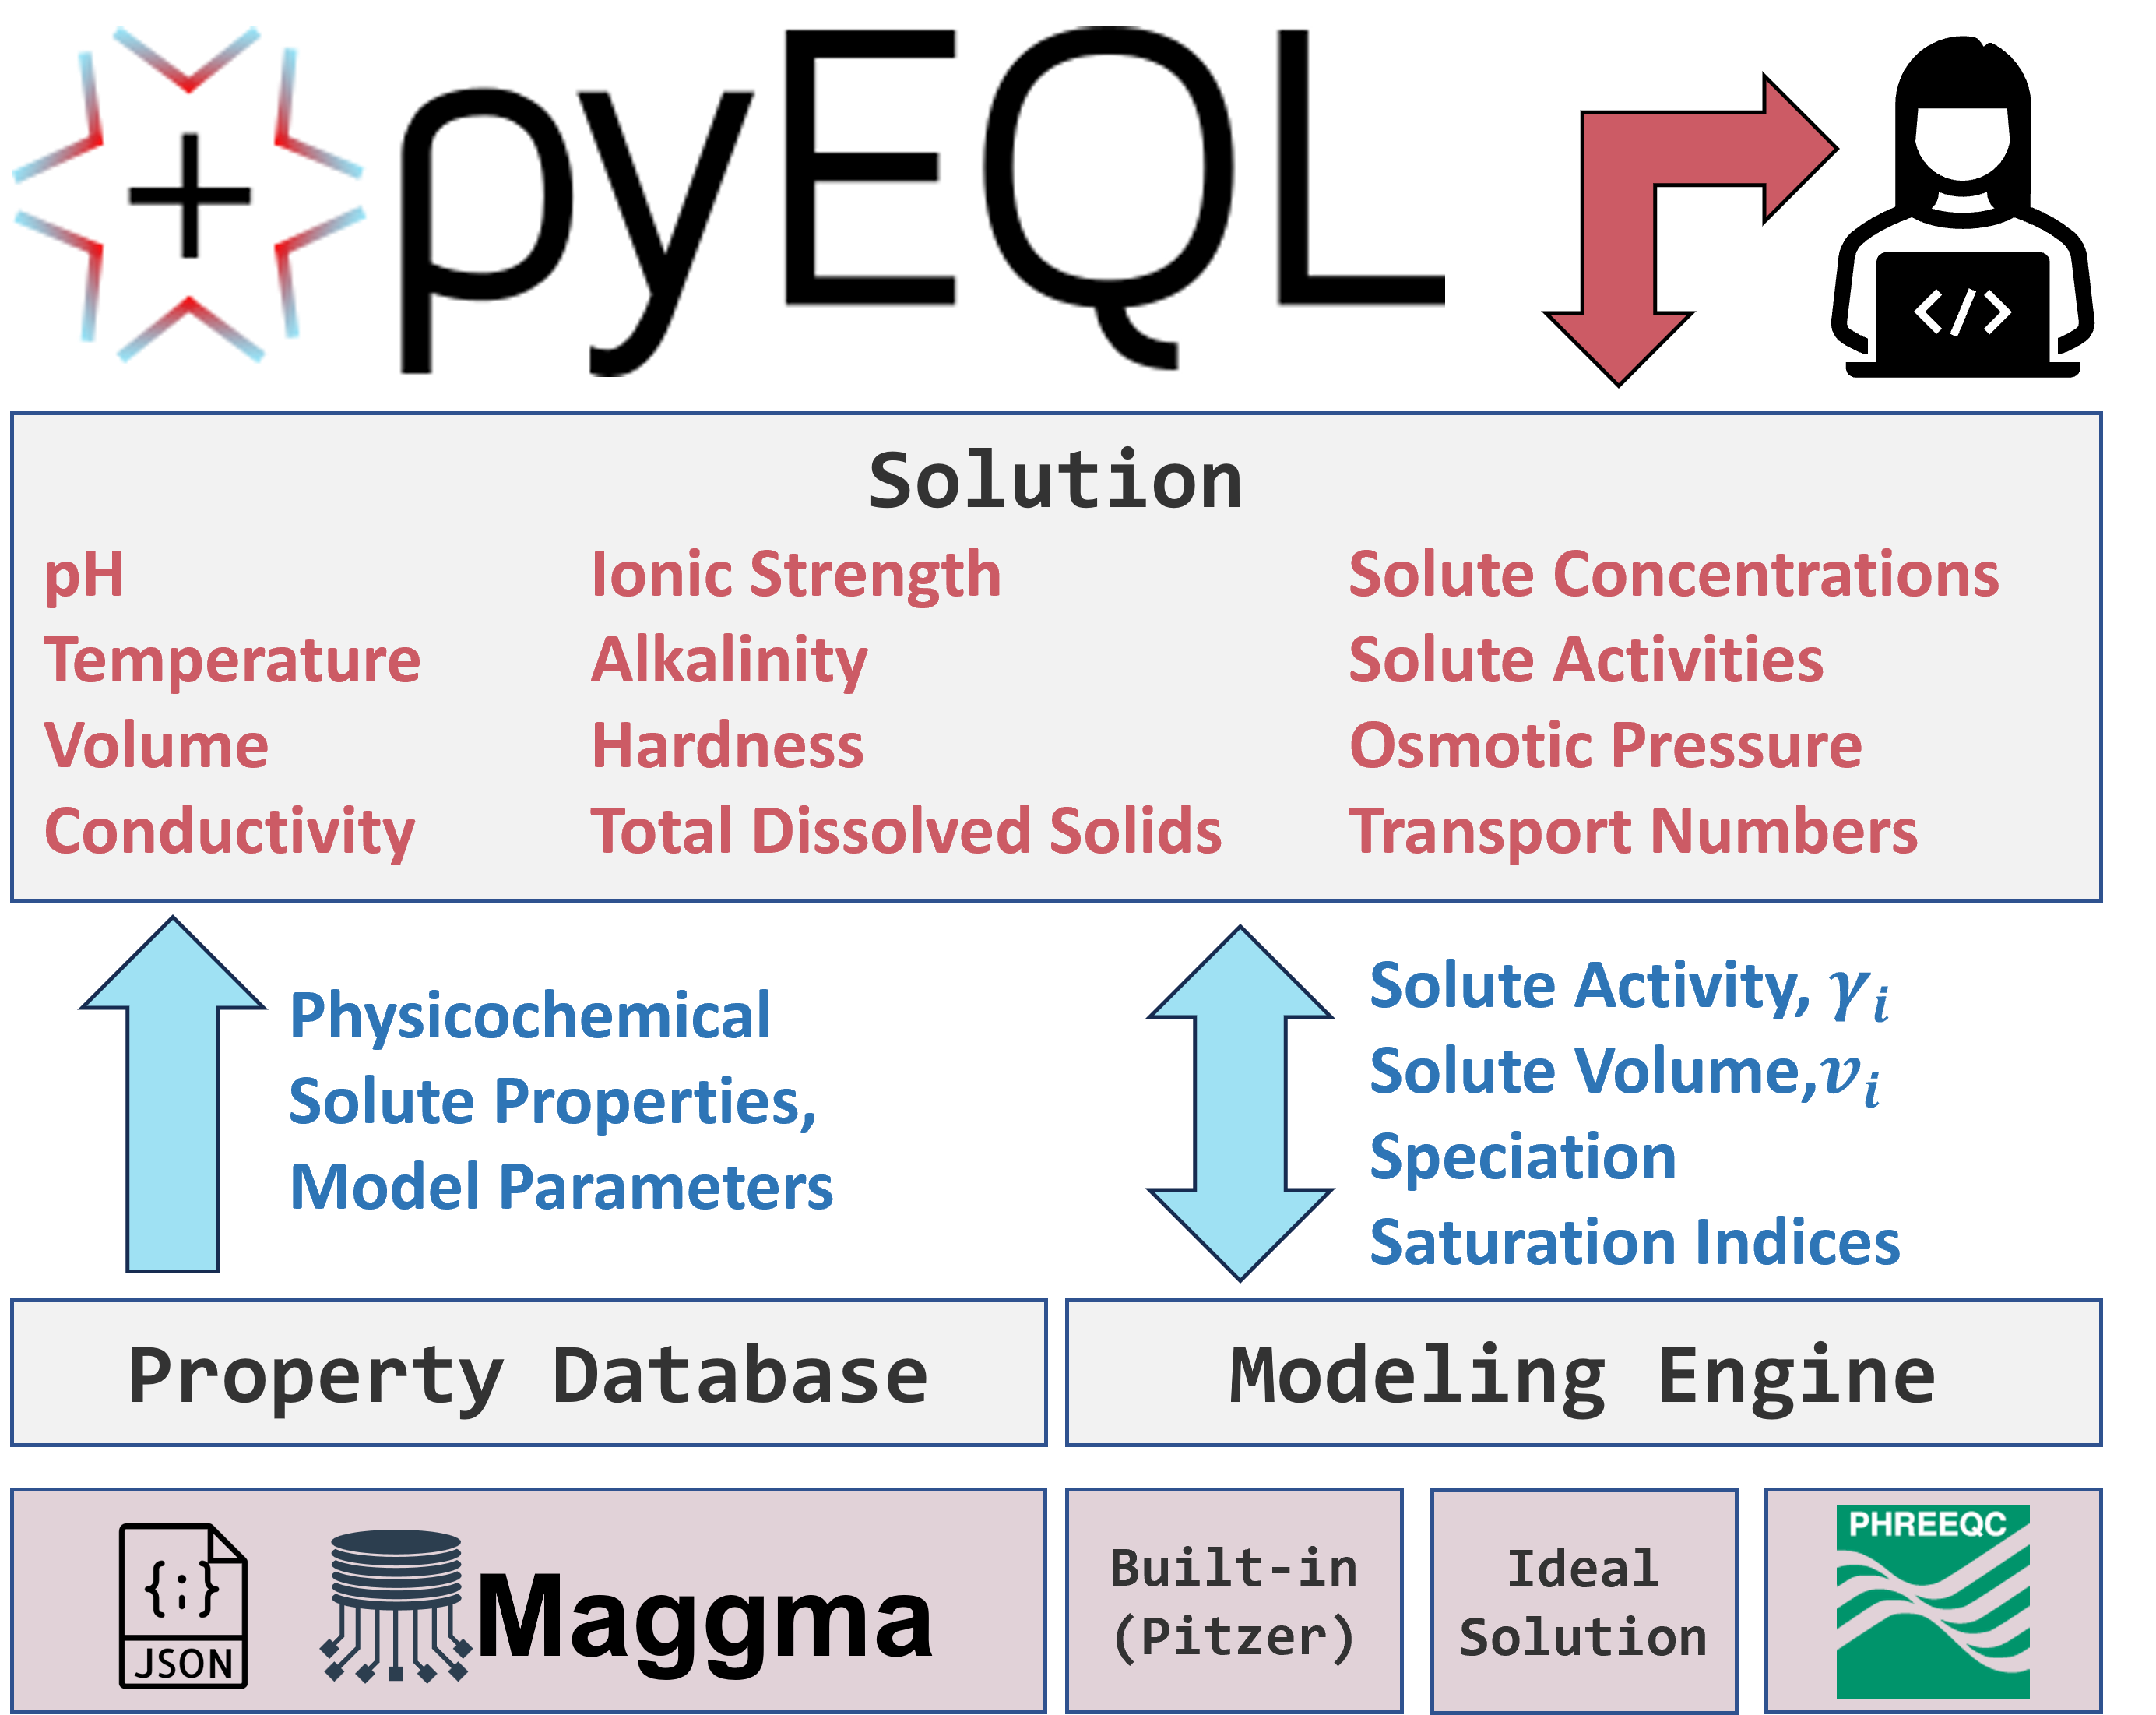 pyEQL
</>
Solution
pH
Temperature
Volume
Conductivity
Ionic Strength
Alkalinity
Hardness
Total Dissolved Solids
Solute Concentrations
Solute Activities
Osmotic Pressure
Transport Numbers
Physicochemical
Solute Properties,
Model Parameters
Solute Activity, γᵢ
Solute Volume,vᵢ
Speciation
Saturation Indices
Property Database
Modeling Engine
{;}
JSON
Maggma
Built-in
(Pitzer)
Ideal
Solution
PHREEQC